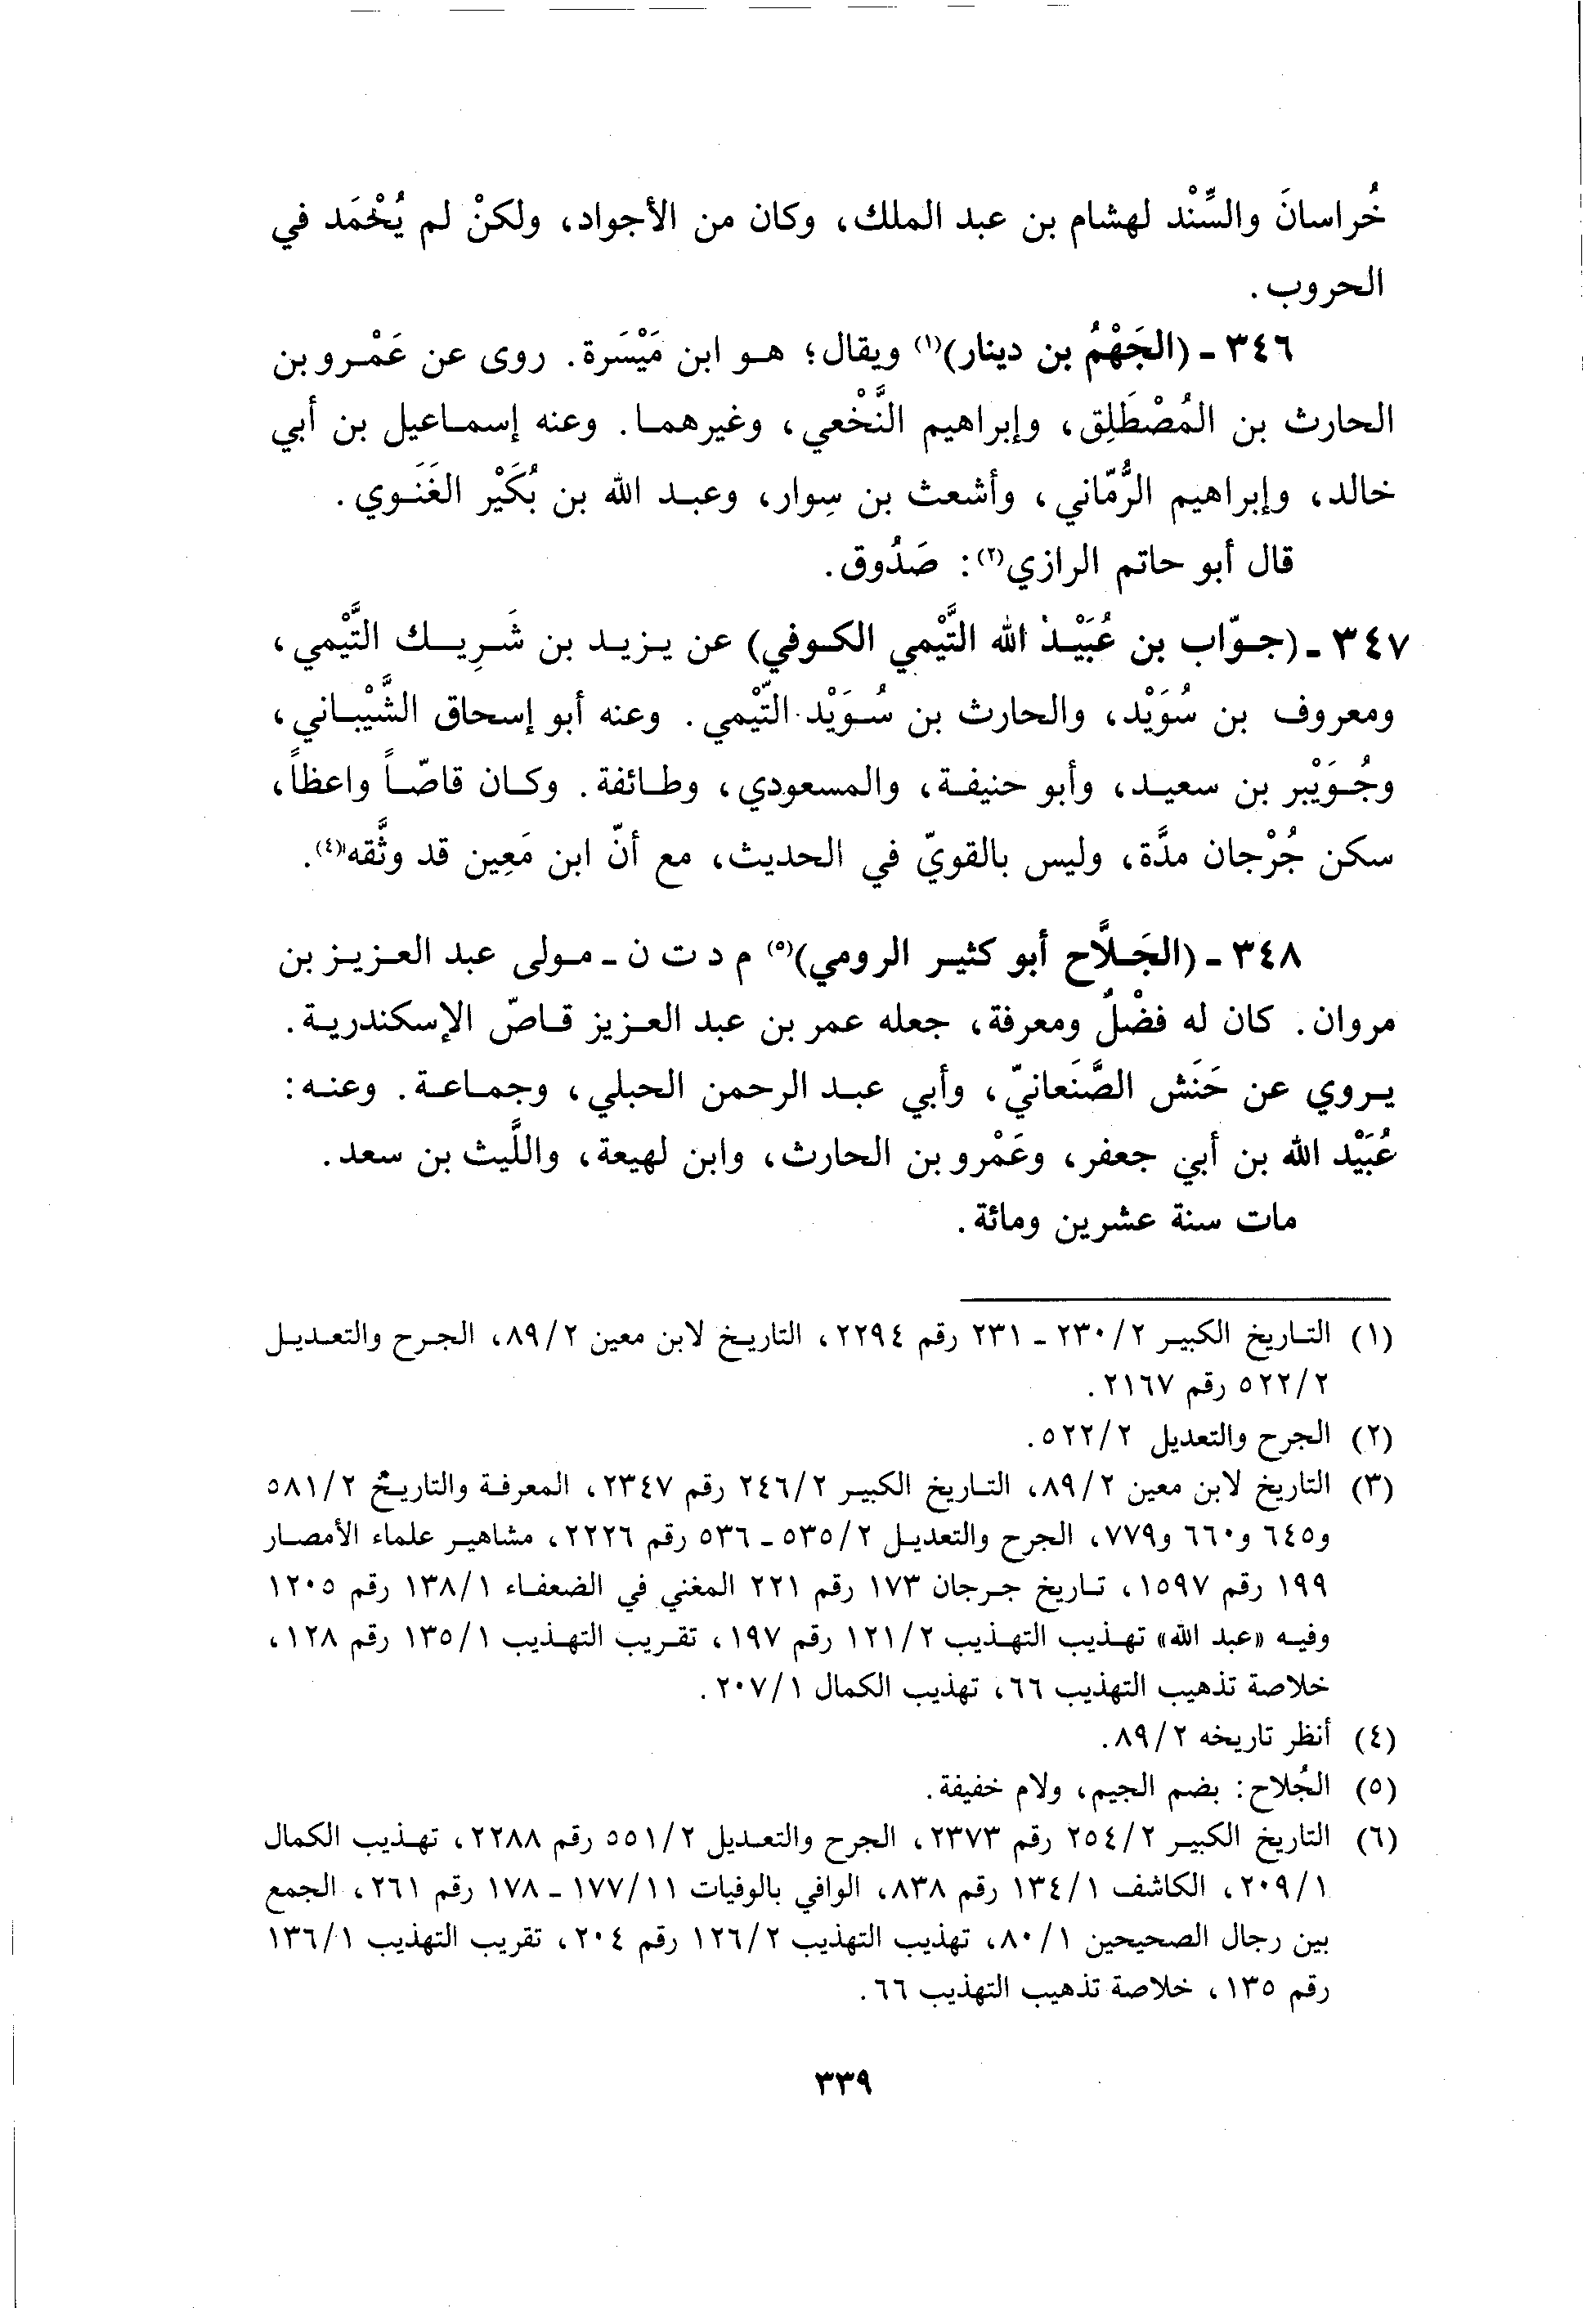 خُراسانَ والسِّنْد لهشام بن عبد الملك، وكان من الأجواد، ولكنْ لم يُحْمَد في
الحروب.
٣٤٦ - (الجَهْمُ بن دينار)(١) ويقال؛ هو ابن مَيْسَرة. روى عن عَمْرو بن
الحارث بن المُصْطَلِق، وإبراهيم النَّخْعي، وغيرهما. وعنه إسماعيل بن أبي
خالد، وإبراهيم الرُّمّاني، وأشعث بن سِوار، وعبد الله بن بُكَيْر الغَنَوي.
قال أبو حاتم الرازي(٢): صَدُوق.
٣٤٧ - (جوّاب بن عُبَيْد الله التَّيْمي الكوفي) عن يزيد بن شَرِيك التَّيْمي،
ومعروف بن سُوَيْد، والحارث بن سُوَيْد التَّيْمي. وعنه أبو إسحاق الشَّيْباني،
وجُوَيْبر بن سعيد، وأبو حنيفة، والمسعودي، وطائفة. وكان قاصّاً واعظاً،
سكن جُرْجان مدَّة، وليس بالقويّ في الحديث، مع أنّ ابن مَعِين قد وثَّقه(٤).
٣٤٨ - (الجَلَّاح أبو كثير الرومي)(٥) م د ت ن - مولى عبد العزيز بن
مروان. كان له فضْلُ ومعرفة، جعله عمر بن عبد العزيز قاصّ الإسكندرية.
يروي عن حَنَش الصَّنَعانيّ، وأبي عبد الرحمن الحبلي، وجماعة. وعنه:
عُبَيْد الله بن أبي جعفر، وعَمْرو بن الحارث، وابن لهيعة، واللَّيث بن سعد.
مات سنة عشرين ومائة.
(١) التاريخ الكبير ٢/ ٢٣٠ - ٢٣١ رقم ٢٢٩٤، التاريخ لابن معين ٢/ ٨٩، الجرح والتعديل
٢/ ٥٢٢ رقم ٢١٦٧.
(٢) الجرح والتعديل ٢/ ٥٢٢.
(٣) التاريخ لابن معين ٢/ ٨٩، التاريخ الكبير ٢/ ٢٤٦ رقم ٢٣٤٧، المعرفة والتاريخ ٢/ ٥٨١
و٦٤٥ و٦٦٠ و٧٧٩، الجرح والتعديل ٢/ ٥٣٥ - ٥٣٦ رقم ٢٢٢٦، مشاهير علماء الأمصار
١٩٩ رقم ١٥٩٧، تاريخ جرجان ١٧٣ رقم ٢٢١ المغني في الضعفاء ١/ ١٣٨ رقم ١٢٠٥
وفيه «عبد الله» تهذيب التهذيب ٢/ ١٢١ رقم ١٩٧، تقريب التهذيب ١/ ١٣٥ رقم ١٢٨،
خلاصة تذهيب التهذيب ٦٦، تهذيب الكمال ١/ ٢٠٧.
(٤) أنظر تاريخه ٢/ ٨٩.
(٥) الجُلاح: بضم الجيم، ولام خفيفة.
(٦) التاريخ الكبير ٢/ ٢٥٤ رقم ٢٣٧٣، الجرح والتعديل ٢/ ٥٥١ رقم ٢٢٨٨، تهذيب الكمال
١/ ٢٠٩، الكاشف ١/ ١٣٤ رقم ٨٣٨، الوافي بالوفيات ١١/ ١٧٧ - ١٧٨ رقم ٢٦١، الجمع
بين رجال الصحيحين ١/ ٨٠، تهذيب التهذيب ٢/ ١٢٦ رقم ٢٠٤، تقريب التهذيب ١/ ١٣٦
رقم ١٣٥، خلاصة تذهيب التهذيب ٦٦.
٣٣٩